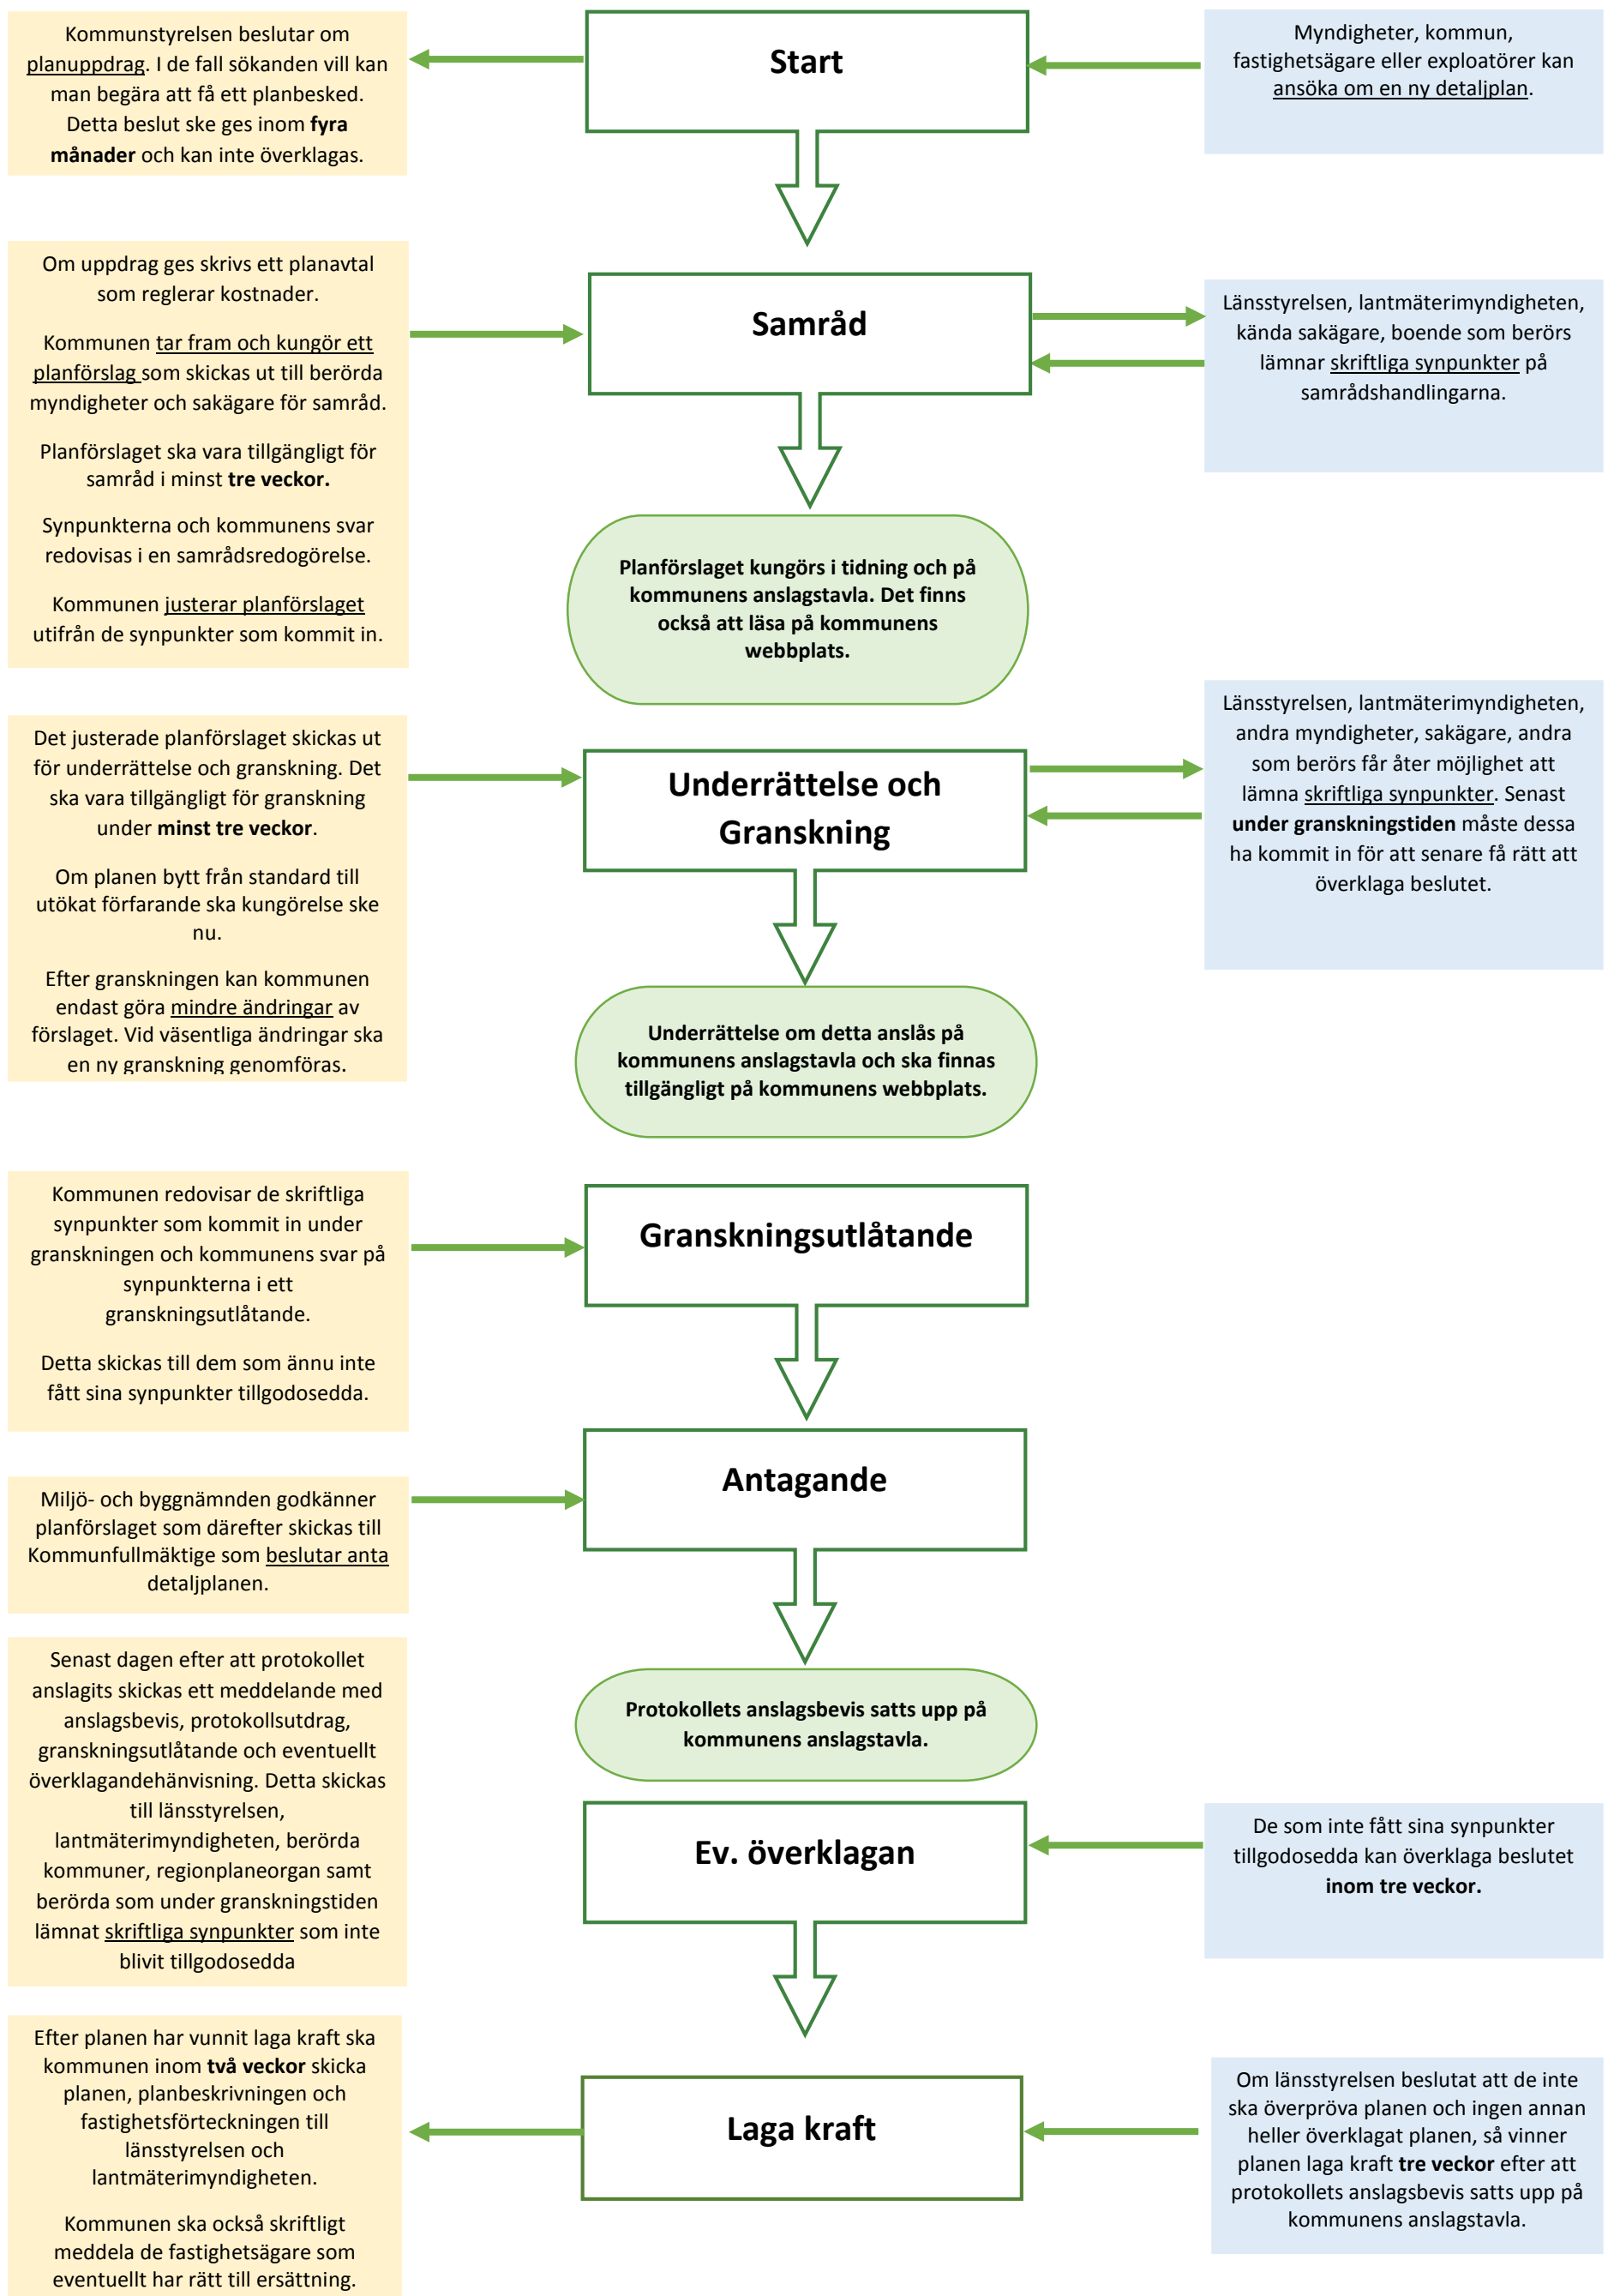 Kommunstyrelsen beslutar om
planuppdrag. I de fall sökanden vill kan
man begära att få ett planbesked.
Detta beslut ske ges inom fyra
månader och kan inte överklagas.
Start
Myndigheter, kommun,
fastighetsägare eller exploatörer kan
ansöka om en ny detaljplan.
Om uppdrag ges skrivs ett planavtal
som reglerar kostnader.
Kommunen tar fram och kungör ett
planförslag som skickas ut till berörda
myndigheter och sakägare för samråd.
Planförslaget ska vara tillgängligt för
samråd i minst tre veckor.
Synpunkterna och kommunens svar
redovisas i en samrådsredogörelse.
Kommunen justerar planförslaget
utifrån de synpunkter som kommit in.
Samråd
Länsstyrelsen, lantmäterimyndigheten,
kända sakägare, boende som berörs
lämnar skriftliga synpunkter på
samrådshandlingarna.
Planförslaget kungörs i tidning och på
kommunens anslagstavla. Det finns
också att läsa på kommunens
webbplats.
Det justerade planförslaget skickas ut
för underrättelse och granskning. Det
ska vara tillgängligt för granskning
under minst tre veckor.
Om planen bytt från standard till
utökat förfarande ska kungörelse ske
nu.
Efter granskningen kan kommunen
endast göra mindre ändringar av
förslaget. Vid väsentliga ändringar ska
en ny granskning genomföras.
Underrättelse och
Granskning
Länsstyrelsen, lantmäterimyndigheten,
andra myndigheter, sakägare, andra
som berörs får åter möjlighet att
lämna skriftliga synpunkter. Senast
under granskningstiden måste dessa
ha kommit in för att senare få rätt att
överklaga beslutet.
Underrättelse om detta anslås på
kommunens anslagstavla och ska finnas
tillgängligt på kommunens webbplats.
Kommunen redovisar de skriftliga
synpunkter som kommit in under
granskningen och kommunens svar på
synpunkterna i ett
granskningsutlåtande.
Detta skickas till dem som ännu inte
fått sina synpunkter tillgodosedda.
Granskningsutlåtande
Miljö- och byggnämnden godkänner
planförslaget som därefter skickas till
Kommunfullmäktige som beslutar anta
detaljplanen.
Antagande
Senast dagen efter att protokollet
anslagits skickas ett meddelande med
anslagsbevis, protokollsutdrag,
granskningsutlåtande och eventuellt
överklagandehänvisning. Detta skickas
till länsstyrelsen,
lantmäterimyndigheten, berörda
kommuner, regionplaneorgan samt
berörda som under granskningstiden
lämnat skriftliga synpunkter som inte
blivit tillgodosedda
Protokollets anslagsbevis satts upp på
kommunens anslagstavla.
Ev. överklagan
De som inte fått sina synpunkter
tillgodosedda kan överklaga beslutet
inom tre veckor.
Efter planen har vunnit laga kraft ska
kommunen inom två veckor skicka
planen, planbeskrivningen och
fastighetsförteckningen till
länsstyrelsen och
lantmäterimyndigheten.
Kommunen ska också skriftligt
meddela de fastighetsägare som
eventuellt har rätt till ersättning.
Laga kraft
Om länsstyrelsen beslutat att de inte
ska överpröva planen och ingen annan
heller överklagat planen, så vinner
planen laga kraft tre veckor efter att
protokollets anslagsbevis satts upp på
kommunens anslagstavla.